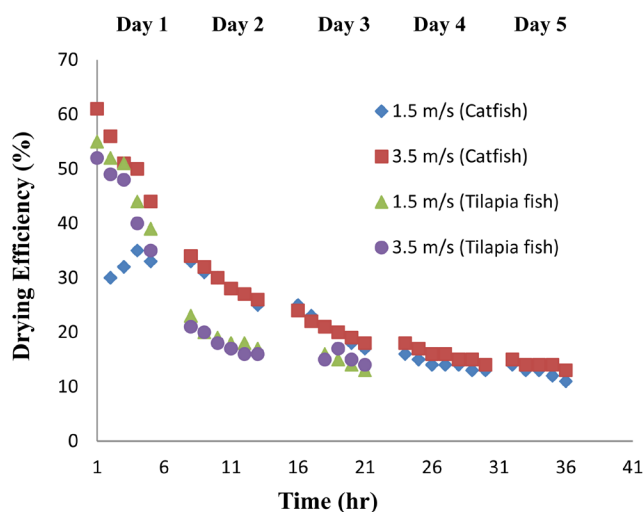 Day 1 Day 2 Day 3 Day 4 Day 5
70
60
50
40
30
20
10
0
Drying Efficiency (%)
1.5 m/s (Catfish)
3.5 m/s (Catfish)
1.5 m/s (Tilapia fish)
3.5 m/s (Tilapia fish)
1 6 11 16 21 26 31 36 41
Time (hr)